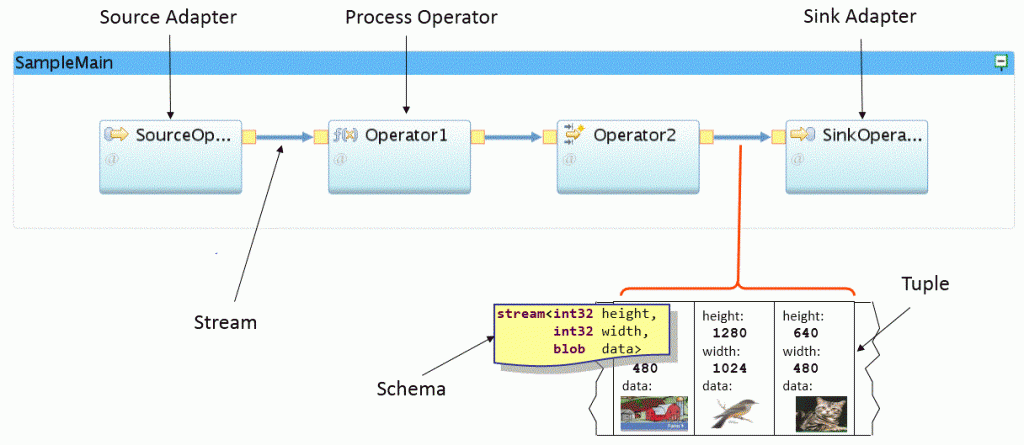 Source Adapter
Process Operator
Sink Adapter
SampleMain
SourceOp...
f(x) Operator1
Operator2
SinkOpera...
@
@
@
Stream
Tuple
stream<int32 height,
int32 width,
blob data>
480
data:
height:
1280
width:
1024
data:
height:
640
width:
480
data:
Schema